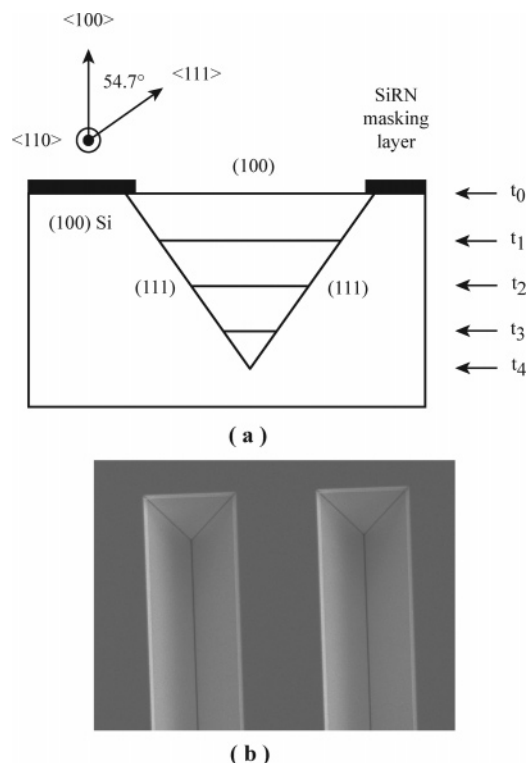 <100>
54.7°
<111>
<110>
SiRN
masking
layer
(100)
(100) Si
(111)
(111)
t0
t1
t2
t3
t4
( a )
( b )